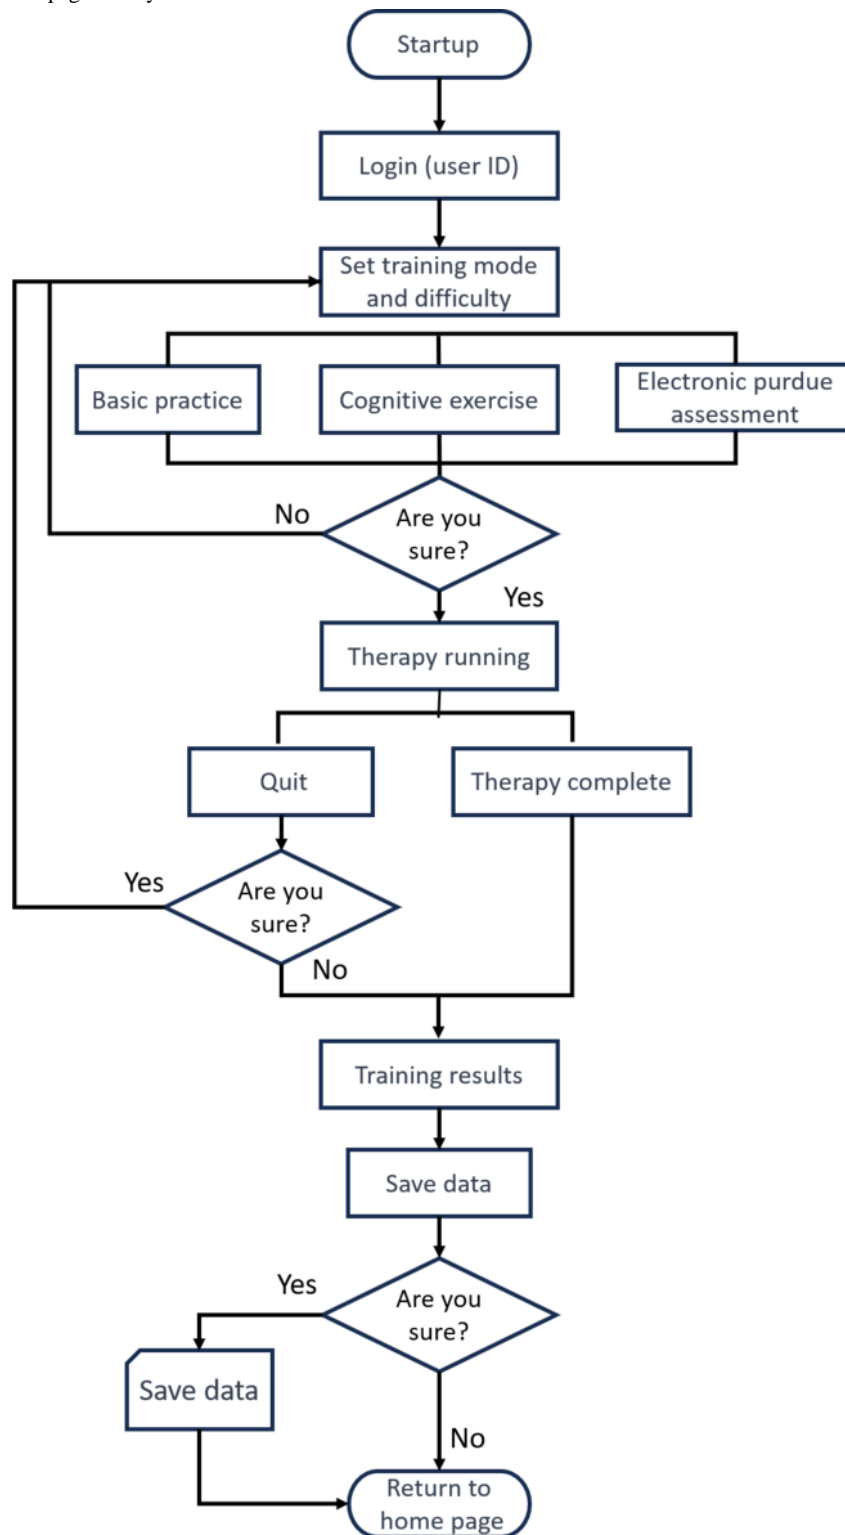 Startup
Login (user ID)
Set training mode
and difficulty
Basic practice
Cognitive exercise
Electronic purdue
assessment
No
Are you
sure?
Yes
Therapy running
Quit
Therapy complete
Yes
Are you
sure?
No
Training results
Save data
Yes
Are you
sure?
Save data
No
Return to
home page